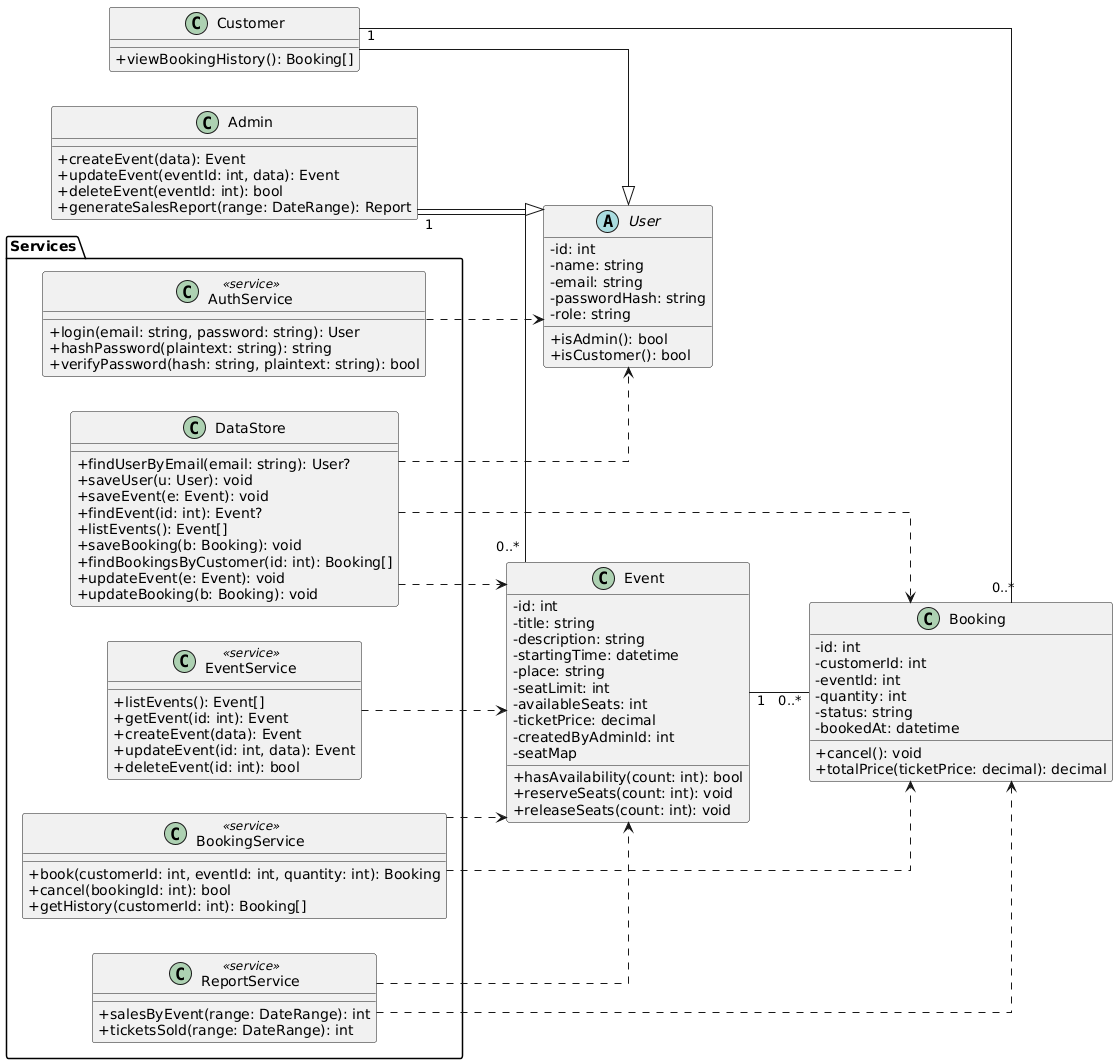 C Customer
+viewBookingHistory(): Booking[]
1
C Admin
+createEvent(data): Event
+updateEvent(eventId: int, data): Event
+deleteEvent(eventId: int): bool
+generateSalesReport(range: DateRange): Report
1
A User
-id: int
-name: string
-email: string
-passwordHash: string
-role: string
+isAdmin(): bool
+isCustomer(): bool
Services
C «service»
AuthService
+login(email: string, password: string): User
+hashPassword(plaintext: string): string
+verifyPassword(hash: string, plaintext: string): bool
C DataStore
+findUserByEmail(email: string): User?
+saveUser(u: User): void
+saveEvent(e: Event): void
+findEvent(id: int): Event?
+listEvents(): Event[]
+saveBooking(b: Booking): void
+findBookingsByCustomer(id: int): Booking[]
+updateEvent(e: Event): void
+updateBooking(b: Booking): void
0..*
C Event
-id: int
-title: string
-description: string
-startingTime: datetime
-place: string
-seatLimit: int
-availableSeats: int
-ticketPrice: decimal
-createdByAdminId: int
-seatMap
+hasAvailability(count: int): bool
+reserveSeats(count: int): void
+releaseSeats(count: int): void
1 0..*
0..*
C Booking
-id: int
-customerId: int
-eventId: int
-quantity: int
-status: string
-bookedAt: datetime
+cancel(): void
+totalPrice(ticketPrice: decimal): decimal
C «service»
EventService
+listEvents(): Event[]
+getEvent(id: int): Event
+createEvent(data): Event
+updateEvent(id: int, data): Event
+deleteEvent(id: int): bool
C «service»
BookingService
+book(customerId: int, eventId: int, quantity: int): Booking
+cancel(bookingId: int): bool
+getHistory(customerId: int): Booking[]
C «service»
ReportService
+salesByEvent(range: DateRange): int
+ticketsSold(range: DateRange): int